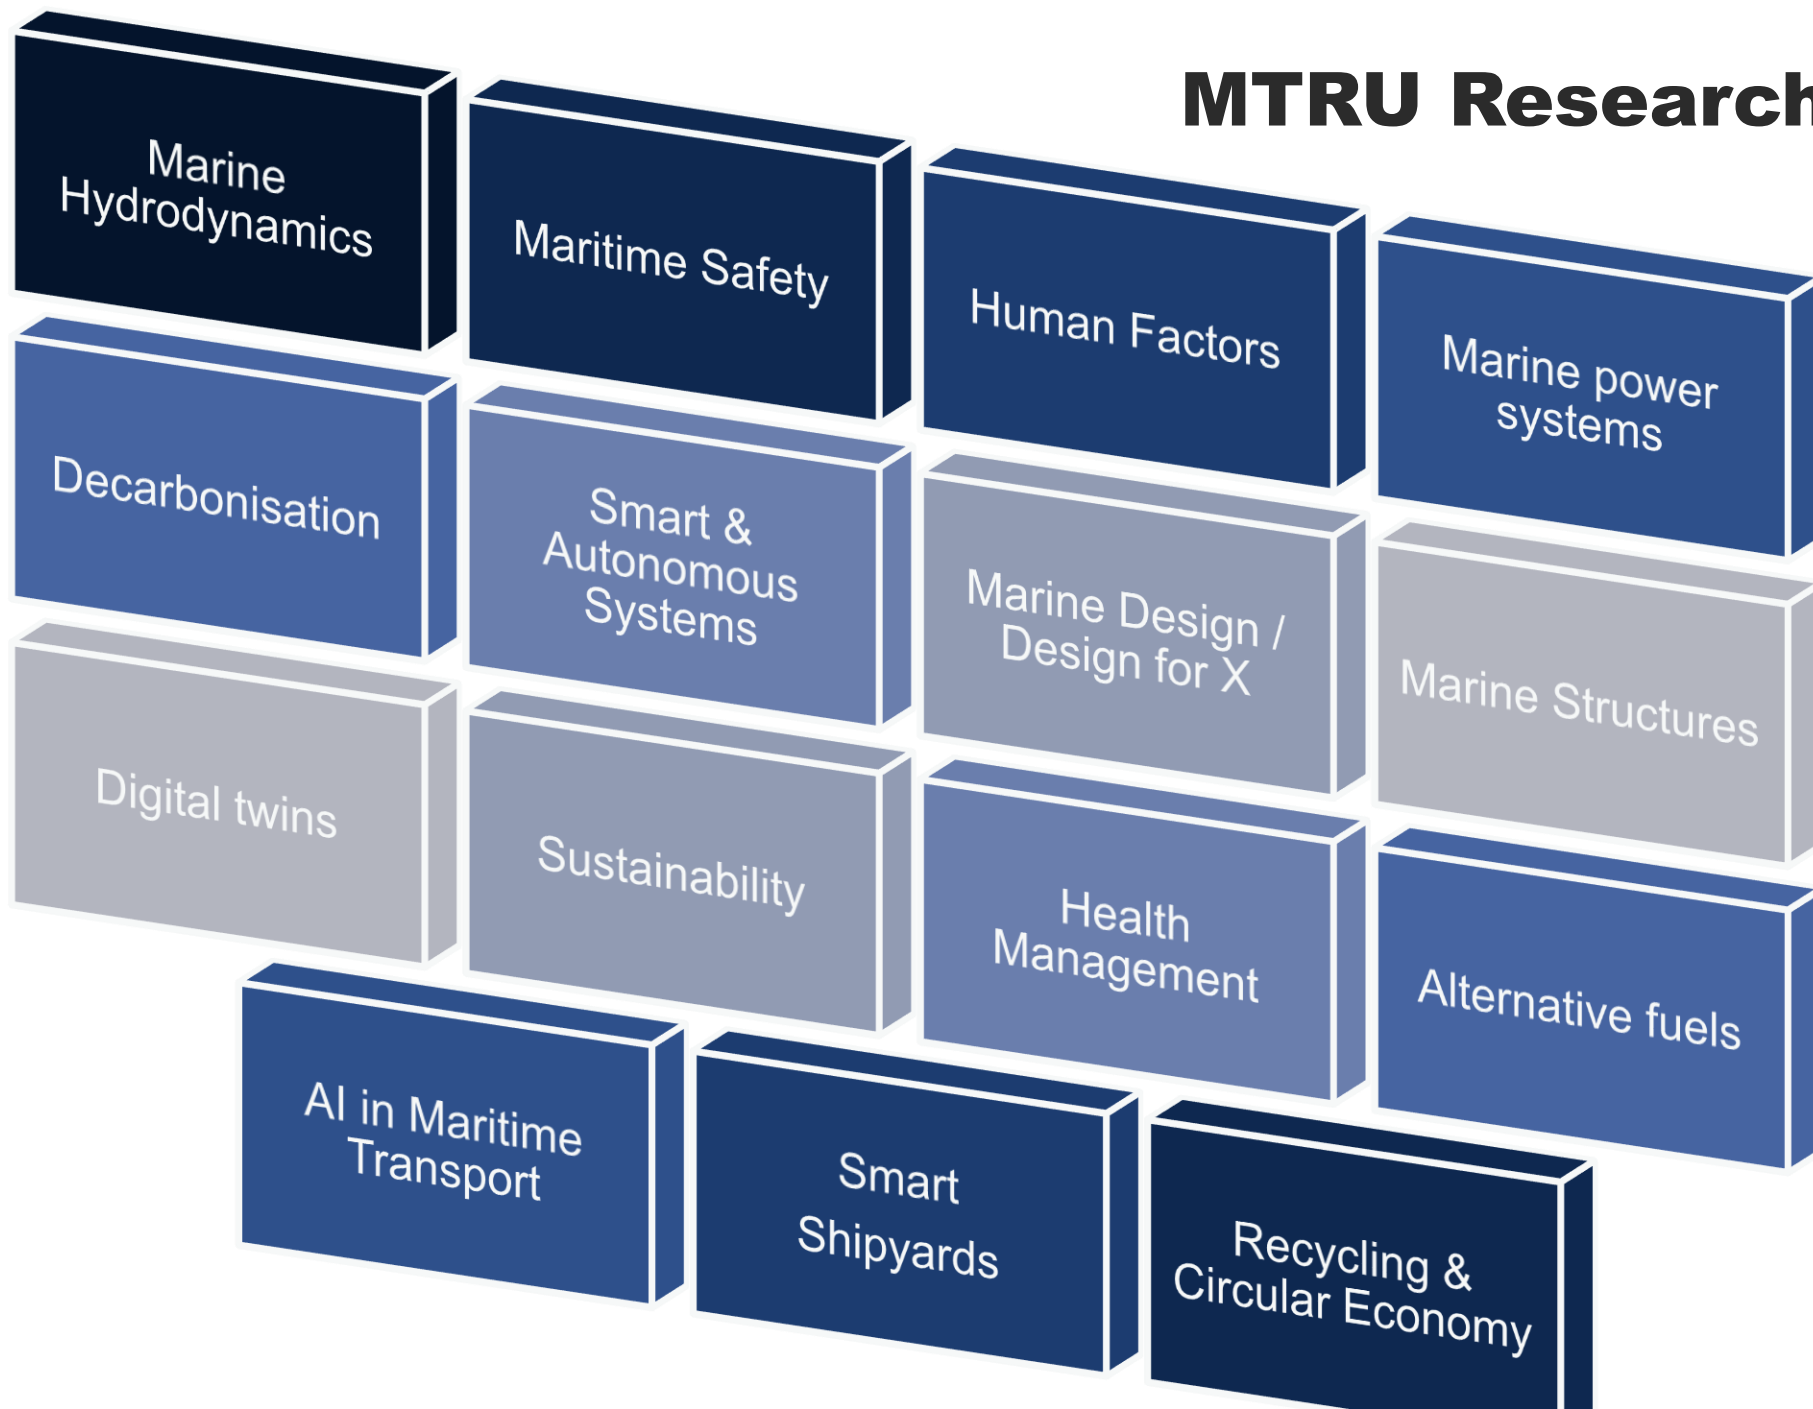 MTRU Research
Marine
Hydrodynamics
Maritime Safety
Human Factors
Marine power
systems
Decarbonisation
Smart &
Autonomous
Systems
Marine Design /
Design for X
Marine Structures
Digital twins
Sustainability
Health
Management
Alternative fuels
AI in Maritime
Transport
Smart
Shipyards
Recycling &
Circular Economy